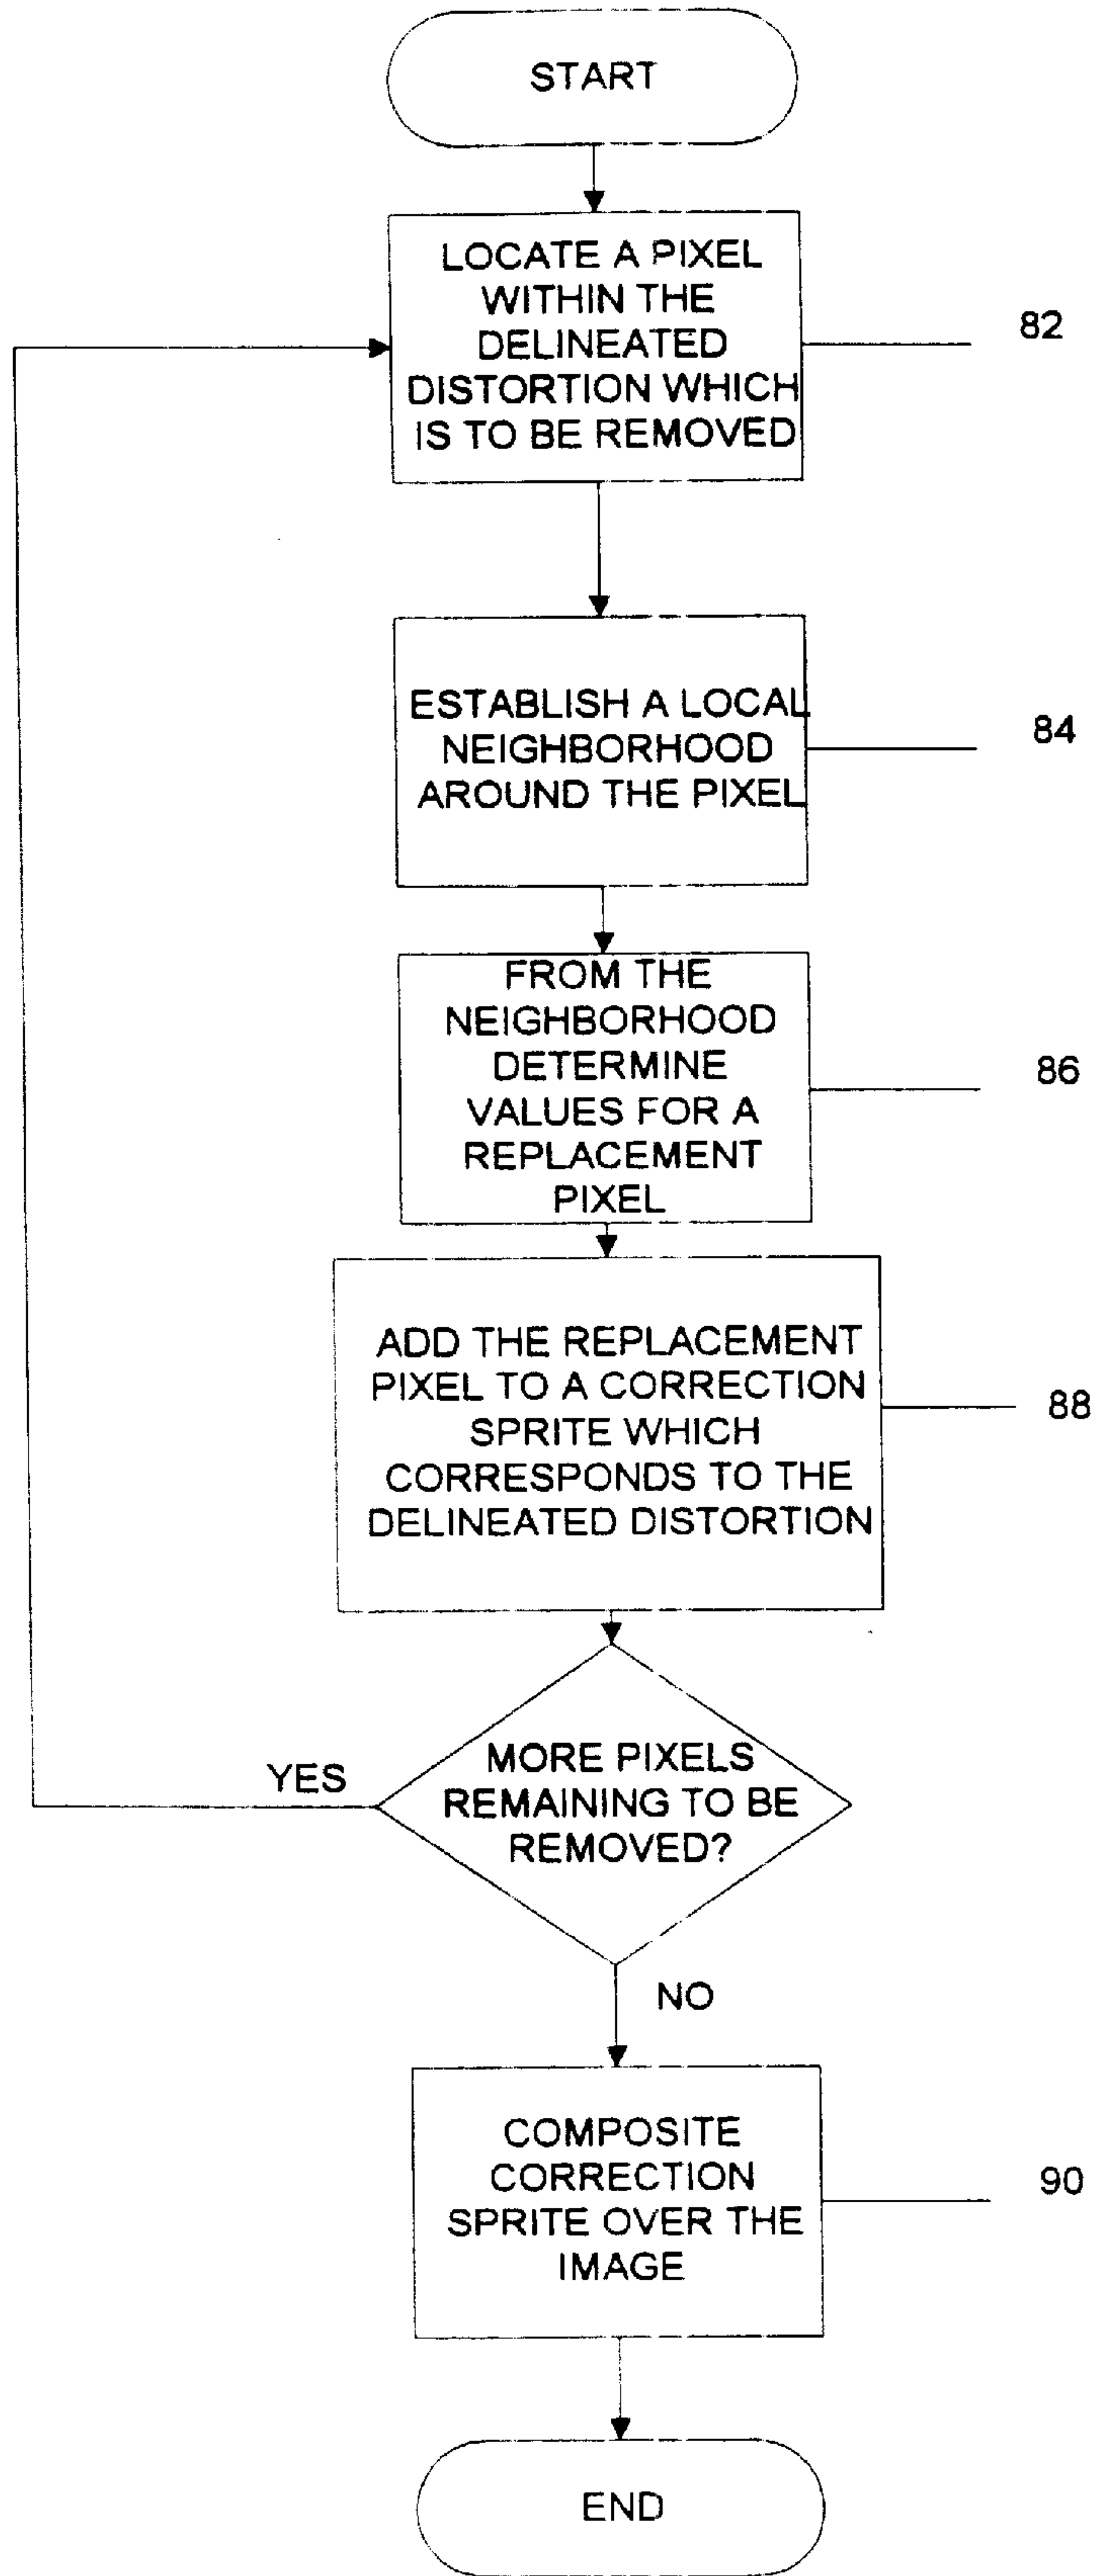 START
LOCATE A PIXEL
WITHIN THE
DELINEATED
DISTORTION WHICH
IS TO BE REMOVED
82
ESTABLISH A LOCAL
NEIGHBORHOOD
AROUND THE PIXEL
84
FROM THE
NEIGHBORHOOD
DETERMINE
VALUES FOR A
REPLACEMENT
PIXEL
86
ADD THE REPLACEMENT
PIXEL TO A CORRECTION
SPRITE WHICH
CORRESPONDS TO THE
DELINEATED DISTORTION
88
MORE PIXELS
REMAINING TO BE
REMOVED?
YES
NO
COMPOSITE
CORRECTION
SPRITE OVER THE
IMAGE
90
END